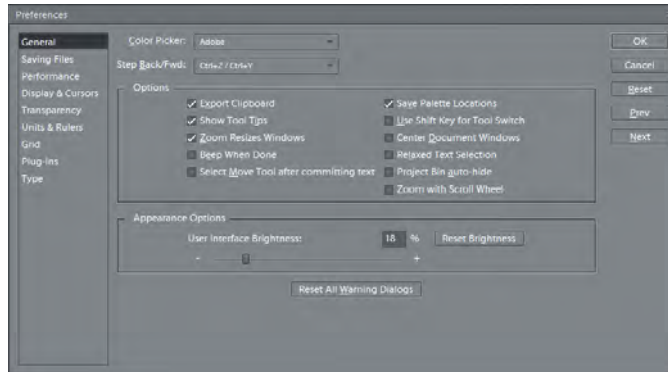 Preferences
General
Saving Files
Performance
Display & Cursors
Transparency
Units & Rulers
Grid
Plug-Ins
Type
Color Picker: Adobe
Step Back/Fwd: Ctrl+Z / Ctrl+Y
Options
Export Clipboard
Show Tool Tips
Zoom Resizes Windows
Beep When Done
Select Move Tool after committing text
Save Palette Locations
Use Shift Key for Tool Switch
Center Document Windows
Relaxed Text Selection
Project Bin auto-hide
Zoom with Scroll Wheel
Appearance Options
User Interface Brightness: 18 % Reset Brightness
- +
Reset All Warning Dialogs
OK
Cancel
Reset
Prev
Next